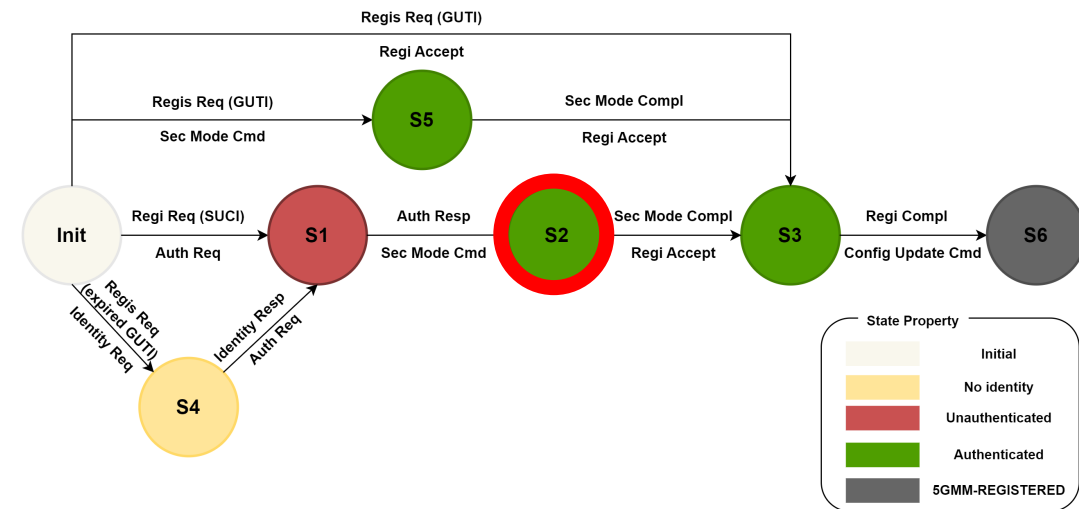 Regis Req (GUTI)
Regi Accept
Regis Req (GUTI)
Sec Mode Cmd
S5
Sec Mode Compl
Regi Accept
Init
Regi Req (SUCI)
Auth Req
S1
Auth Resp
Sec Mode Cmd
S2
Sec Mode Compl
Regi Accept
S3
Regi Compl
Config Update Cmd
S6
Regis Req
(expired GUTI)
Identity Req
S4
Identity Resp
Auth Req
State Property
Initial
No identity
Unauthenticated
Authenticated
5GMM-REGISTERED